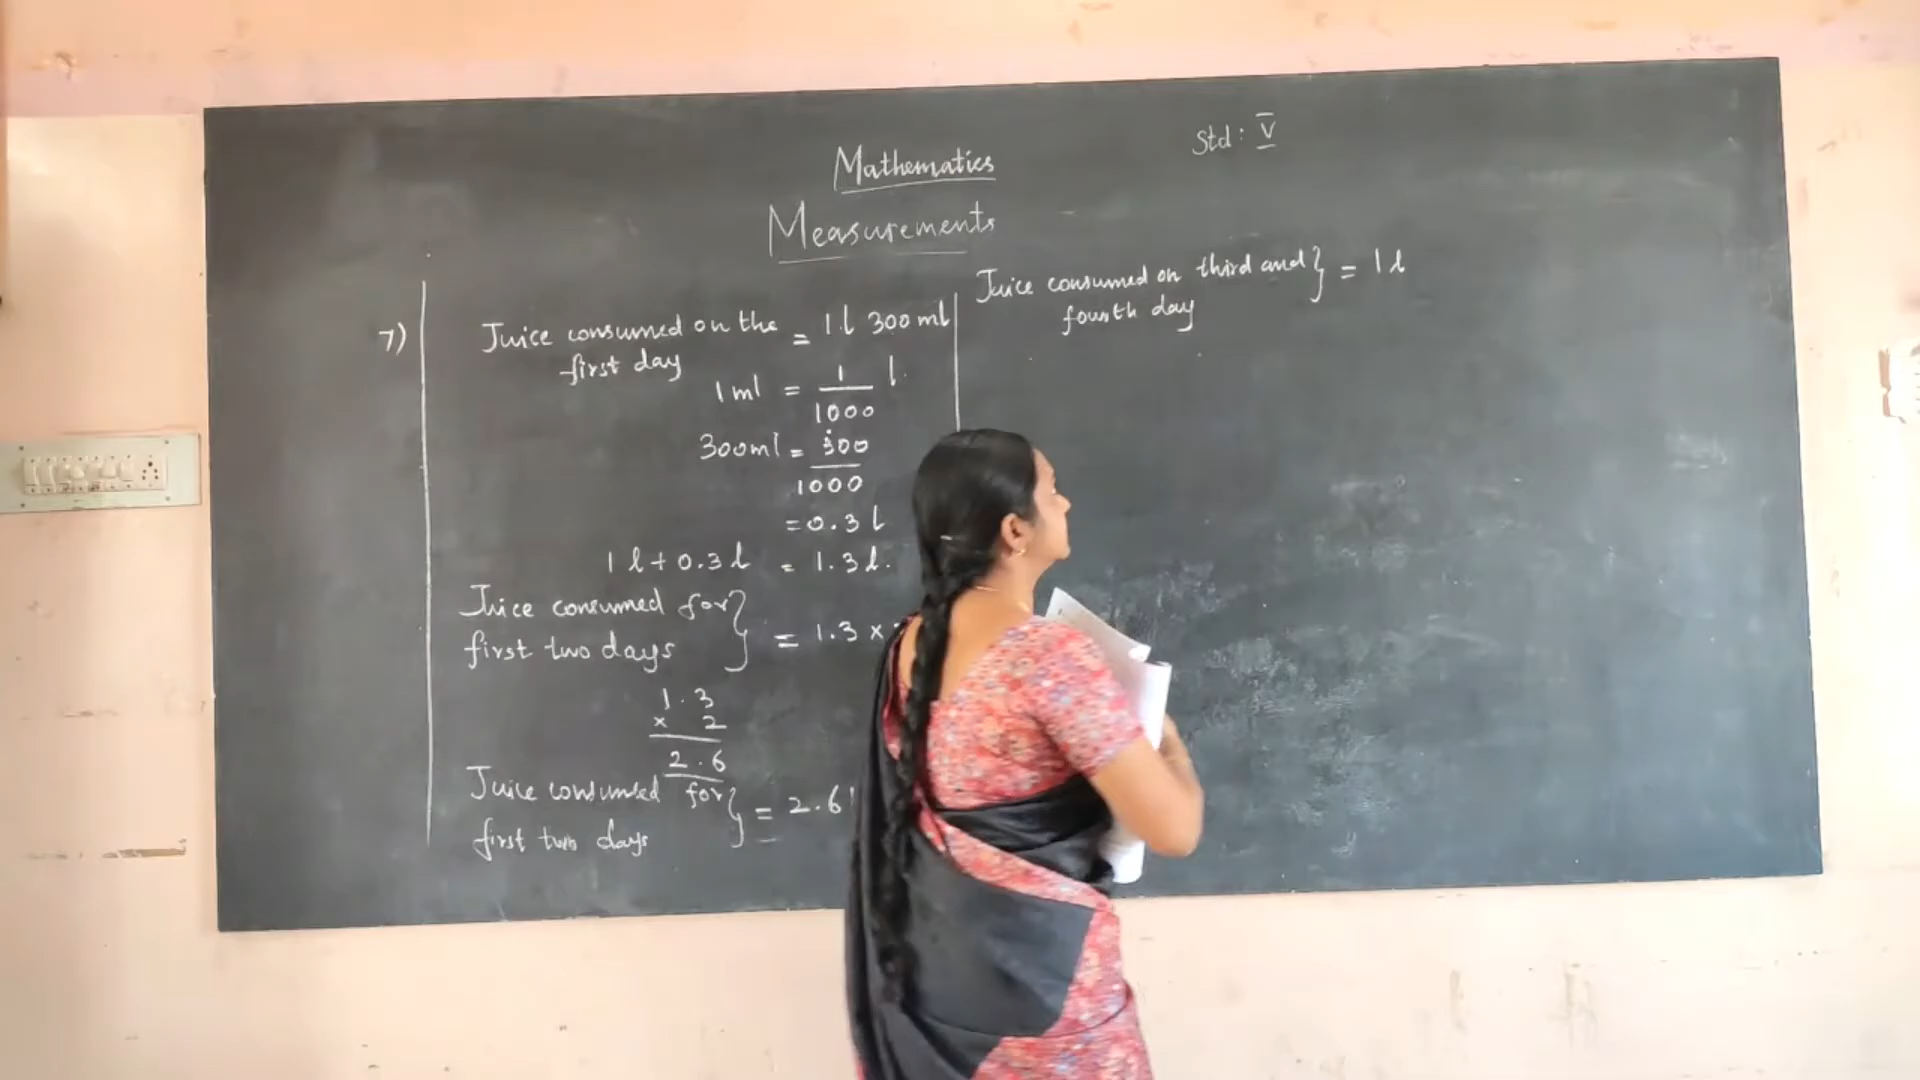 Mathematics
Std : V
Measurements
7)
Juice consumed on the = 1 l 300 ml
first day
1 ml = 1/1000 l.
300ml = 300/1000
= 0.3 l
1 l + 0.3 l = 1.3 l.
Juice consumed for
first two days } = 1.3 ×
1.3
× 2
2.6
Juice consumed for
first two days } = 2.6
Juice consumed on third and } = 1 l
fourth day